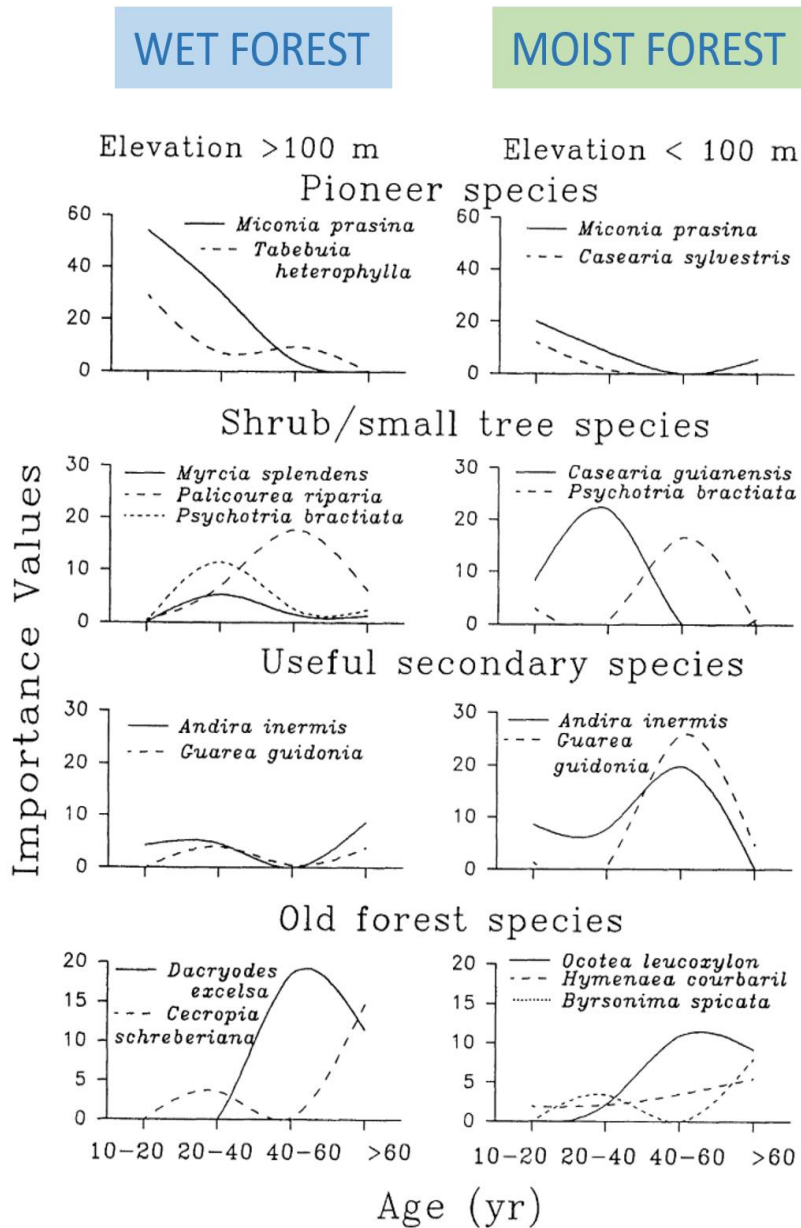 WET FOREST
MOIST FOREST
Elevation >100 m
Elevation < 100 m
Pioneer species
60
40
20
0
Miconia prasina
Tabebuia
heterophylla
60
40
20
0
Miconia prasina
Casearia sylvestris
Shrub/small tree species
30
20
10
0
Myrcia splendens
Palicourea riparia
Psychotria bractiata
30
20
10
0
Casearia guianensis
Psychotria bractiata
Importance Values
Useful secondary species
30
20
10
0
Andira inermis
Guarea guidonia
30
20
10
0
Andira inermis
Guarea
guidonia
Old forest species
20
15
10
5
0
Dacryodes
excelsa
Cecropia
schreberiana
20
15
10
5
0
Ocotea leucoxylon
Hymenaea courbaril
Byrsonima spicata
10-20 20-40 40-60 >60
10-20 20-40 40-60 >60
Age (yr)